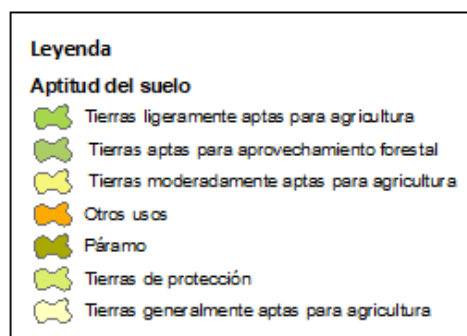 Leyenda
Aptitud del suelo
Tierras ligeramente aptas para agricultura
Tierras aptas para aprovechamiento forestal
Tierras moderadamente aptas para agricultura
Otros usos
Páramo
Tierras de protección
Tierras generalmente aptas para agricultura